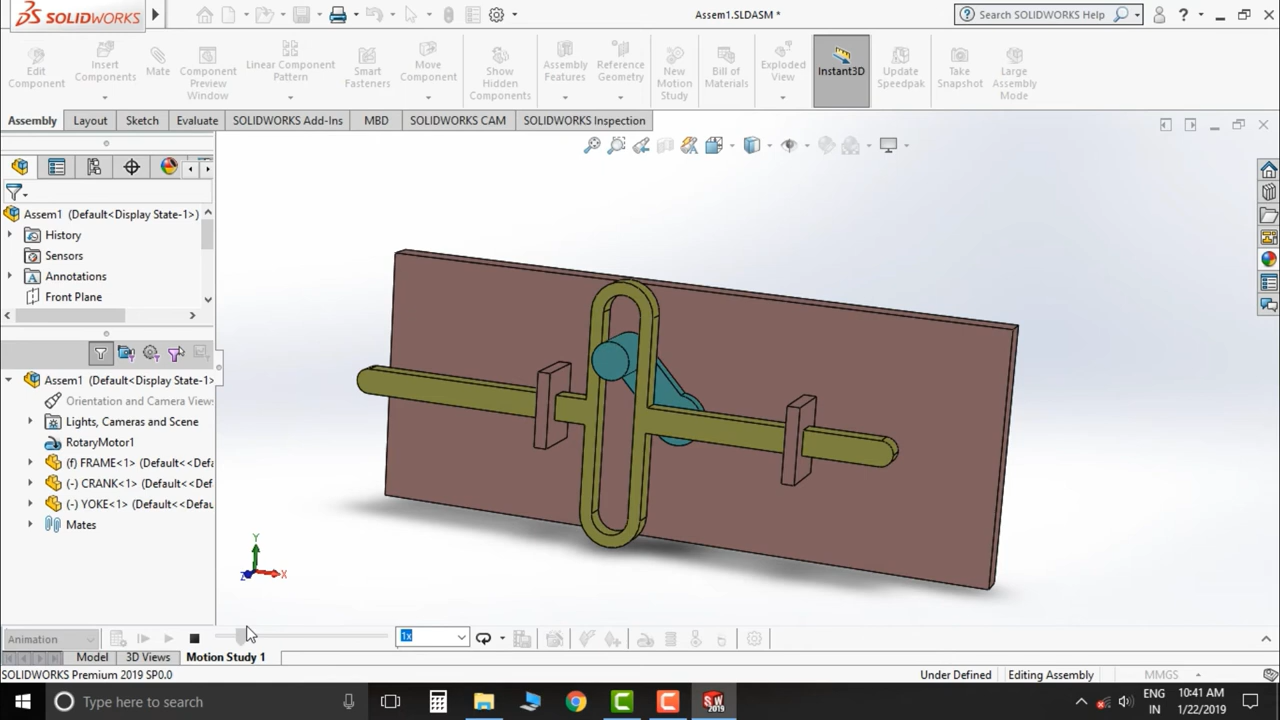 SOLIDWORKS
Assem1.SLDASM *
Search SOLIDWORKS Help
Edit Component
Insert Components
Mate
Component Preview Window
Linear Component Pattern
Smart Fasteners
Move Component
Show Hidden Components
Assembly Features
Reference Geometry
New Motion Study
Bill of Materials
Exploded View
Instant3D
Update Speedpak
Take Snapshot
Large Assembly Mode
Assembly Layout Sketch Evaluate SOLIDWORKS Add-Ins MBD SOLIDWORKS CAM SOLIDWORKS Inspection
Assem1 (Default<Display State-1>)
History
Sensors
Annotations
Front Plane
Assem1 (Default<Display State-1>
Orientation and Camera Views
Lights, Cameras and Scene
RotaryMotor1
(f) FRAME<1> (Default<<Defa
(-) CRANK<1> (Default<<Defau
(-) YOKE<1> (Default<<Defau
Mates
Y
Z X
Animation
1x
Model 3D Views Motion Study 1
SOLIDWORKS Premium 2019 SP0.0
Under Defined Editing Assembly MMGS
Type here to search
SW 2019
ENG IN
10:41 AM
1/22/2019